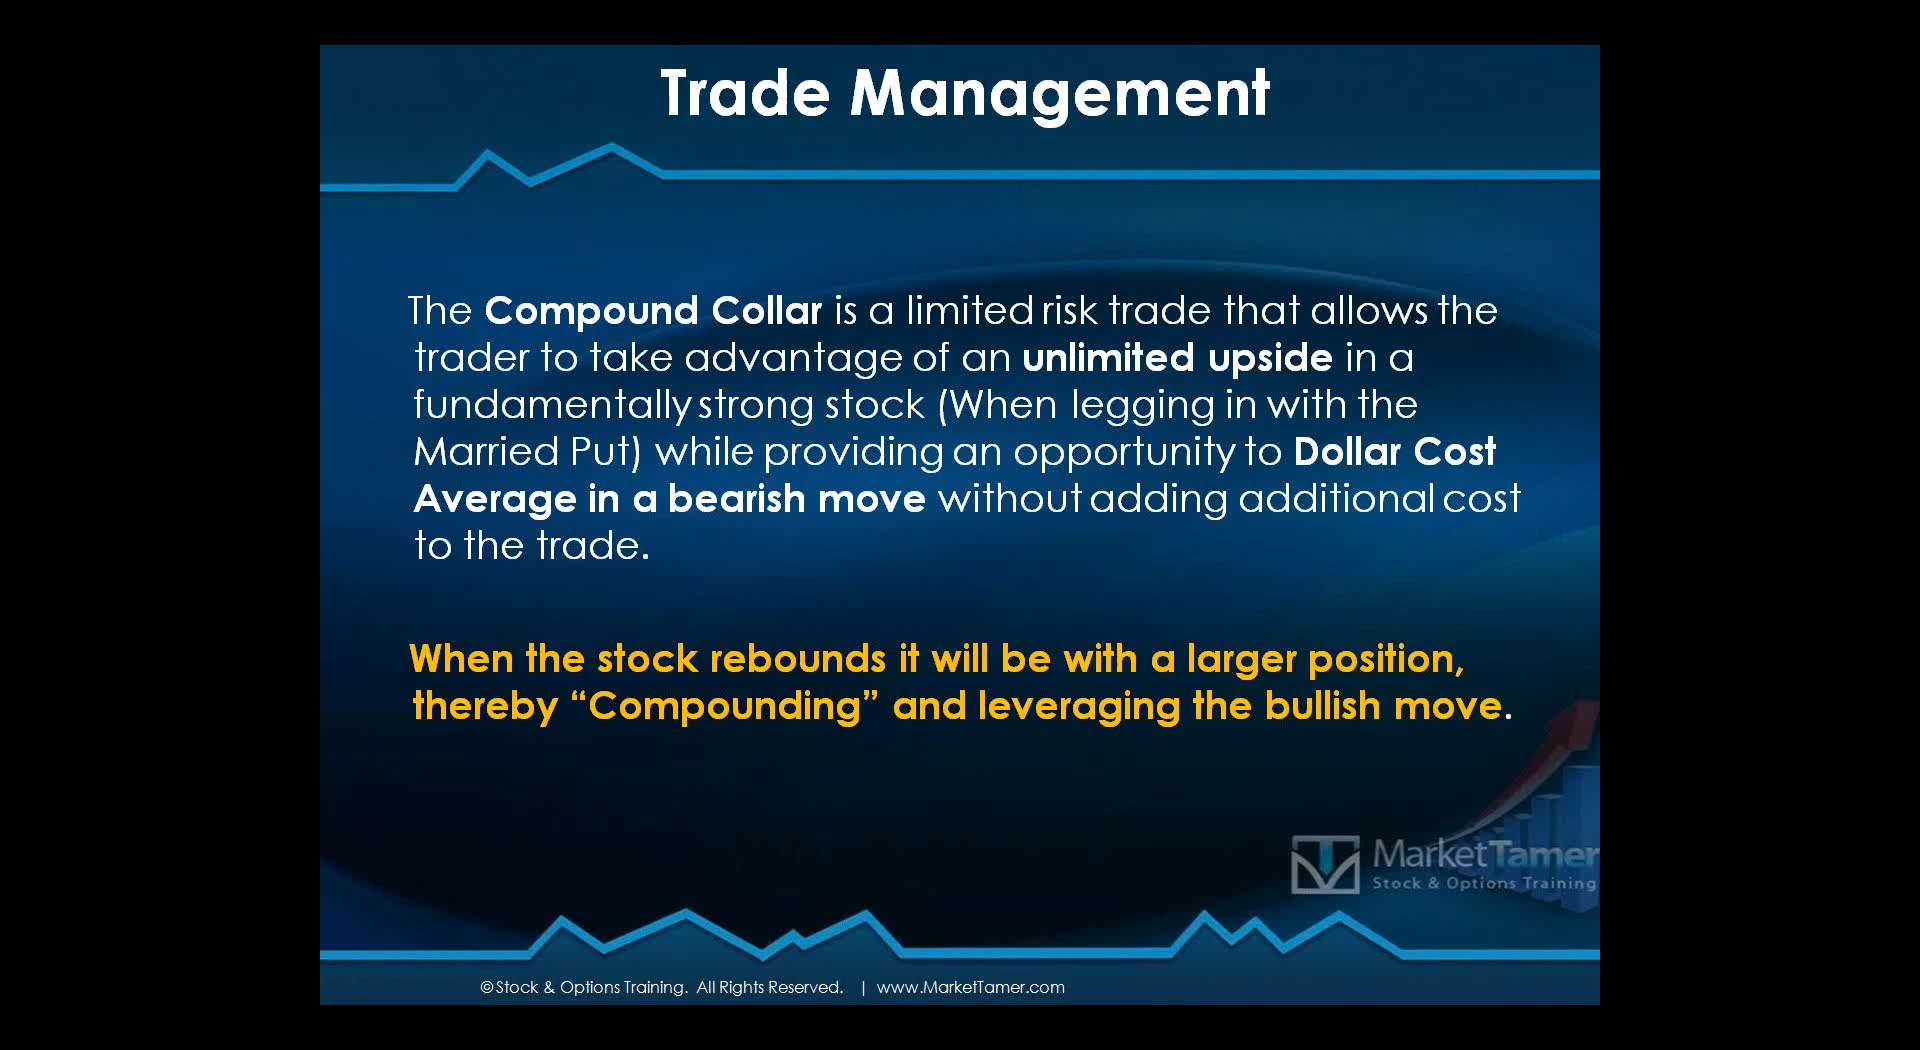 Trade Management
The Compound Collar is a limited risk trade that allows the
trader to take advantage of an unlimited upside in a
fundamentally strong stock (When legging in with the
Married Put) while providing an opportunity to Dollar Cost
Average in a bearish move without adding additional cost
to the trade.
When the stock rebounds it will be with a larger position,
thereby “Compounding” and leveraging the bullish move.
MarketTamer
Stock & Options Training
©Stock & Options Training. All Rights Reserved. | www.MarketTamer.com